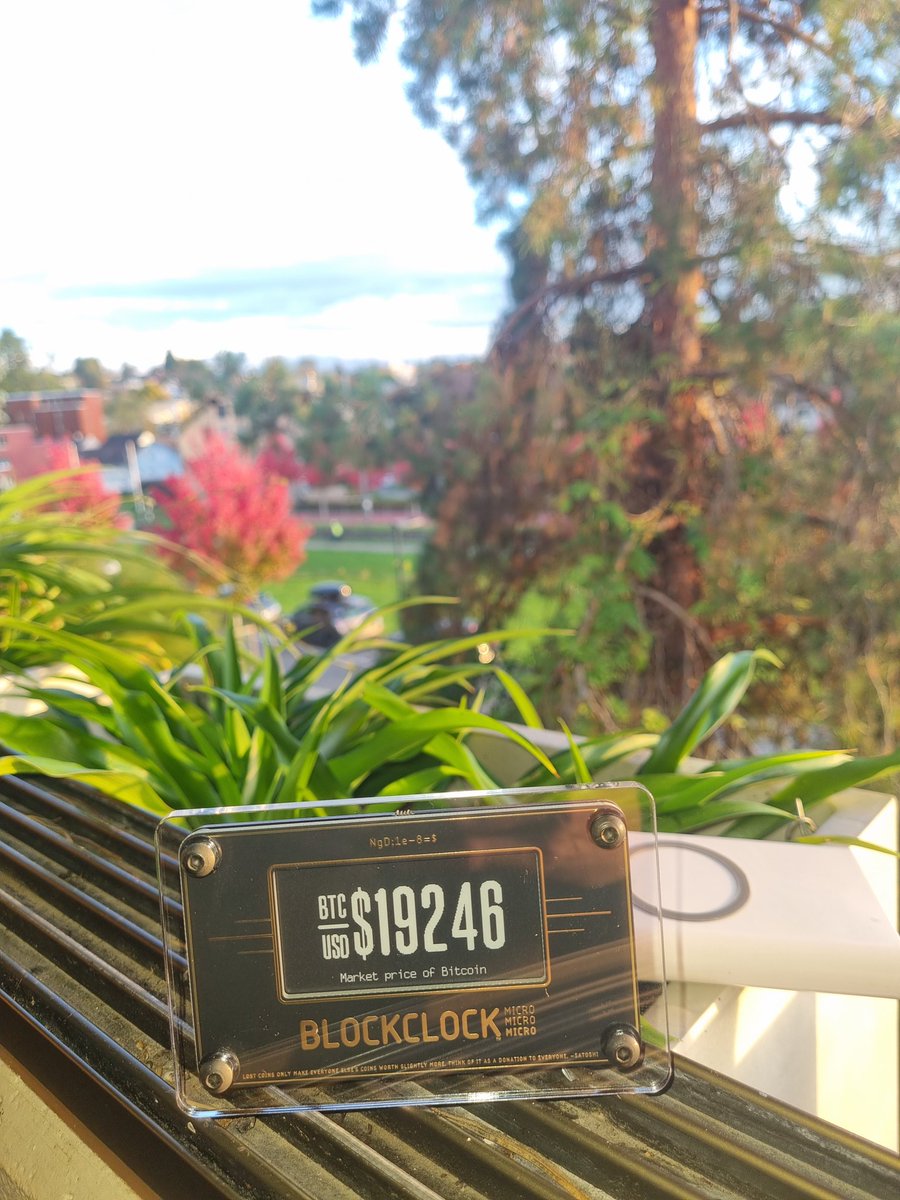 NgD:1e-8=$
BTC
USD
$19246
Market price of Bitcoin
BLOCKCLOCK
MICRO
MICRO
MICRO
LOST COINS ONLY MAKE EVERYONE ELSE'S COINS WORTH SLIGHTLY MORE. THINK OF IT AS A DONATION TO EVERYONE. -SATOSHI